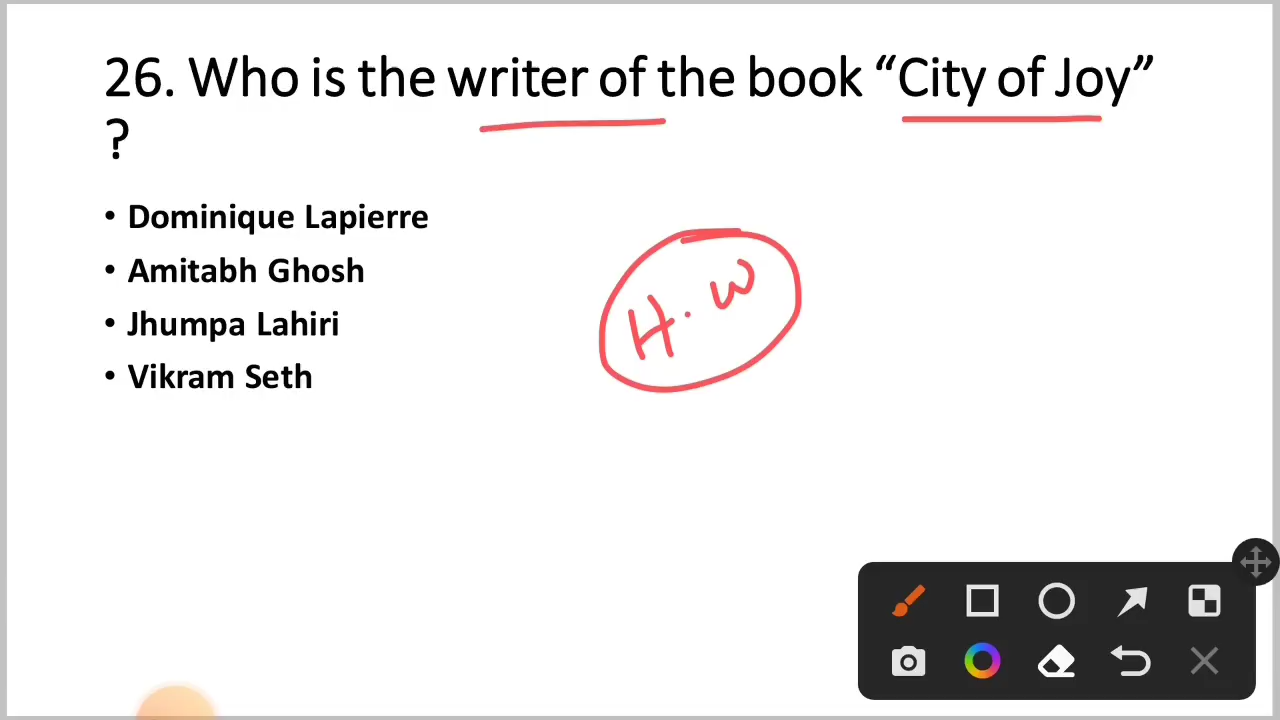 26. Who is the writer of the book “City of Joy”
?
• Dominique Lapierre
• Amitabh Ghosh
• Jhumpa Lahiri
• Vikram Seth
H.W